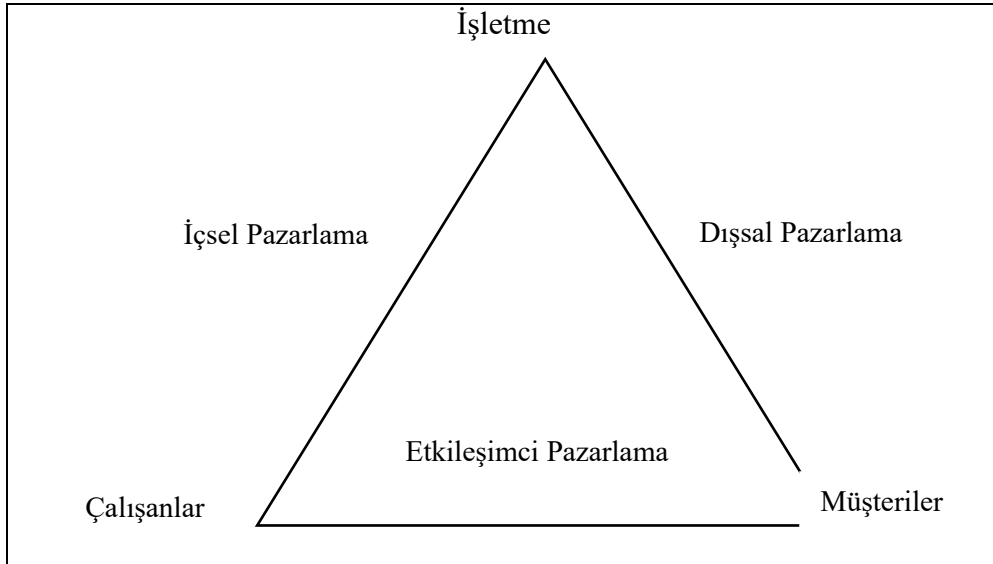 İşletme
İçsel Pazarlama
Dışsal Pazarlama
Etkileşimci Pazarlama
Çalışanlar
Müşteriler